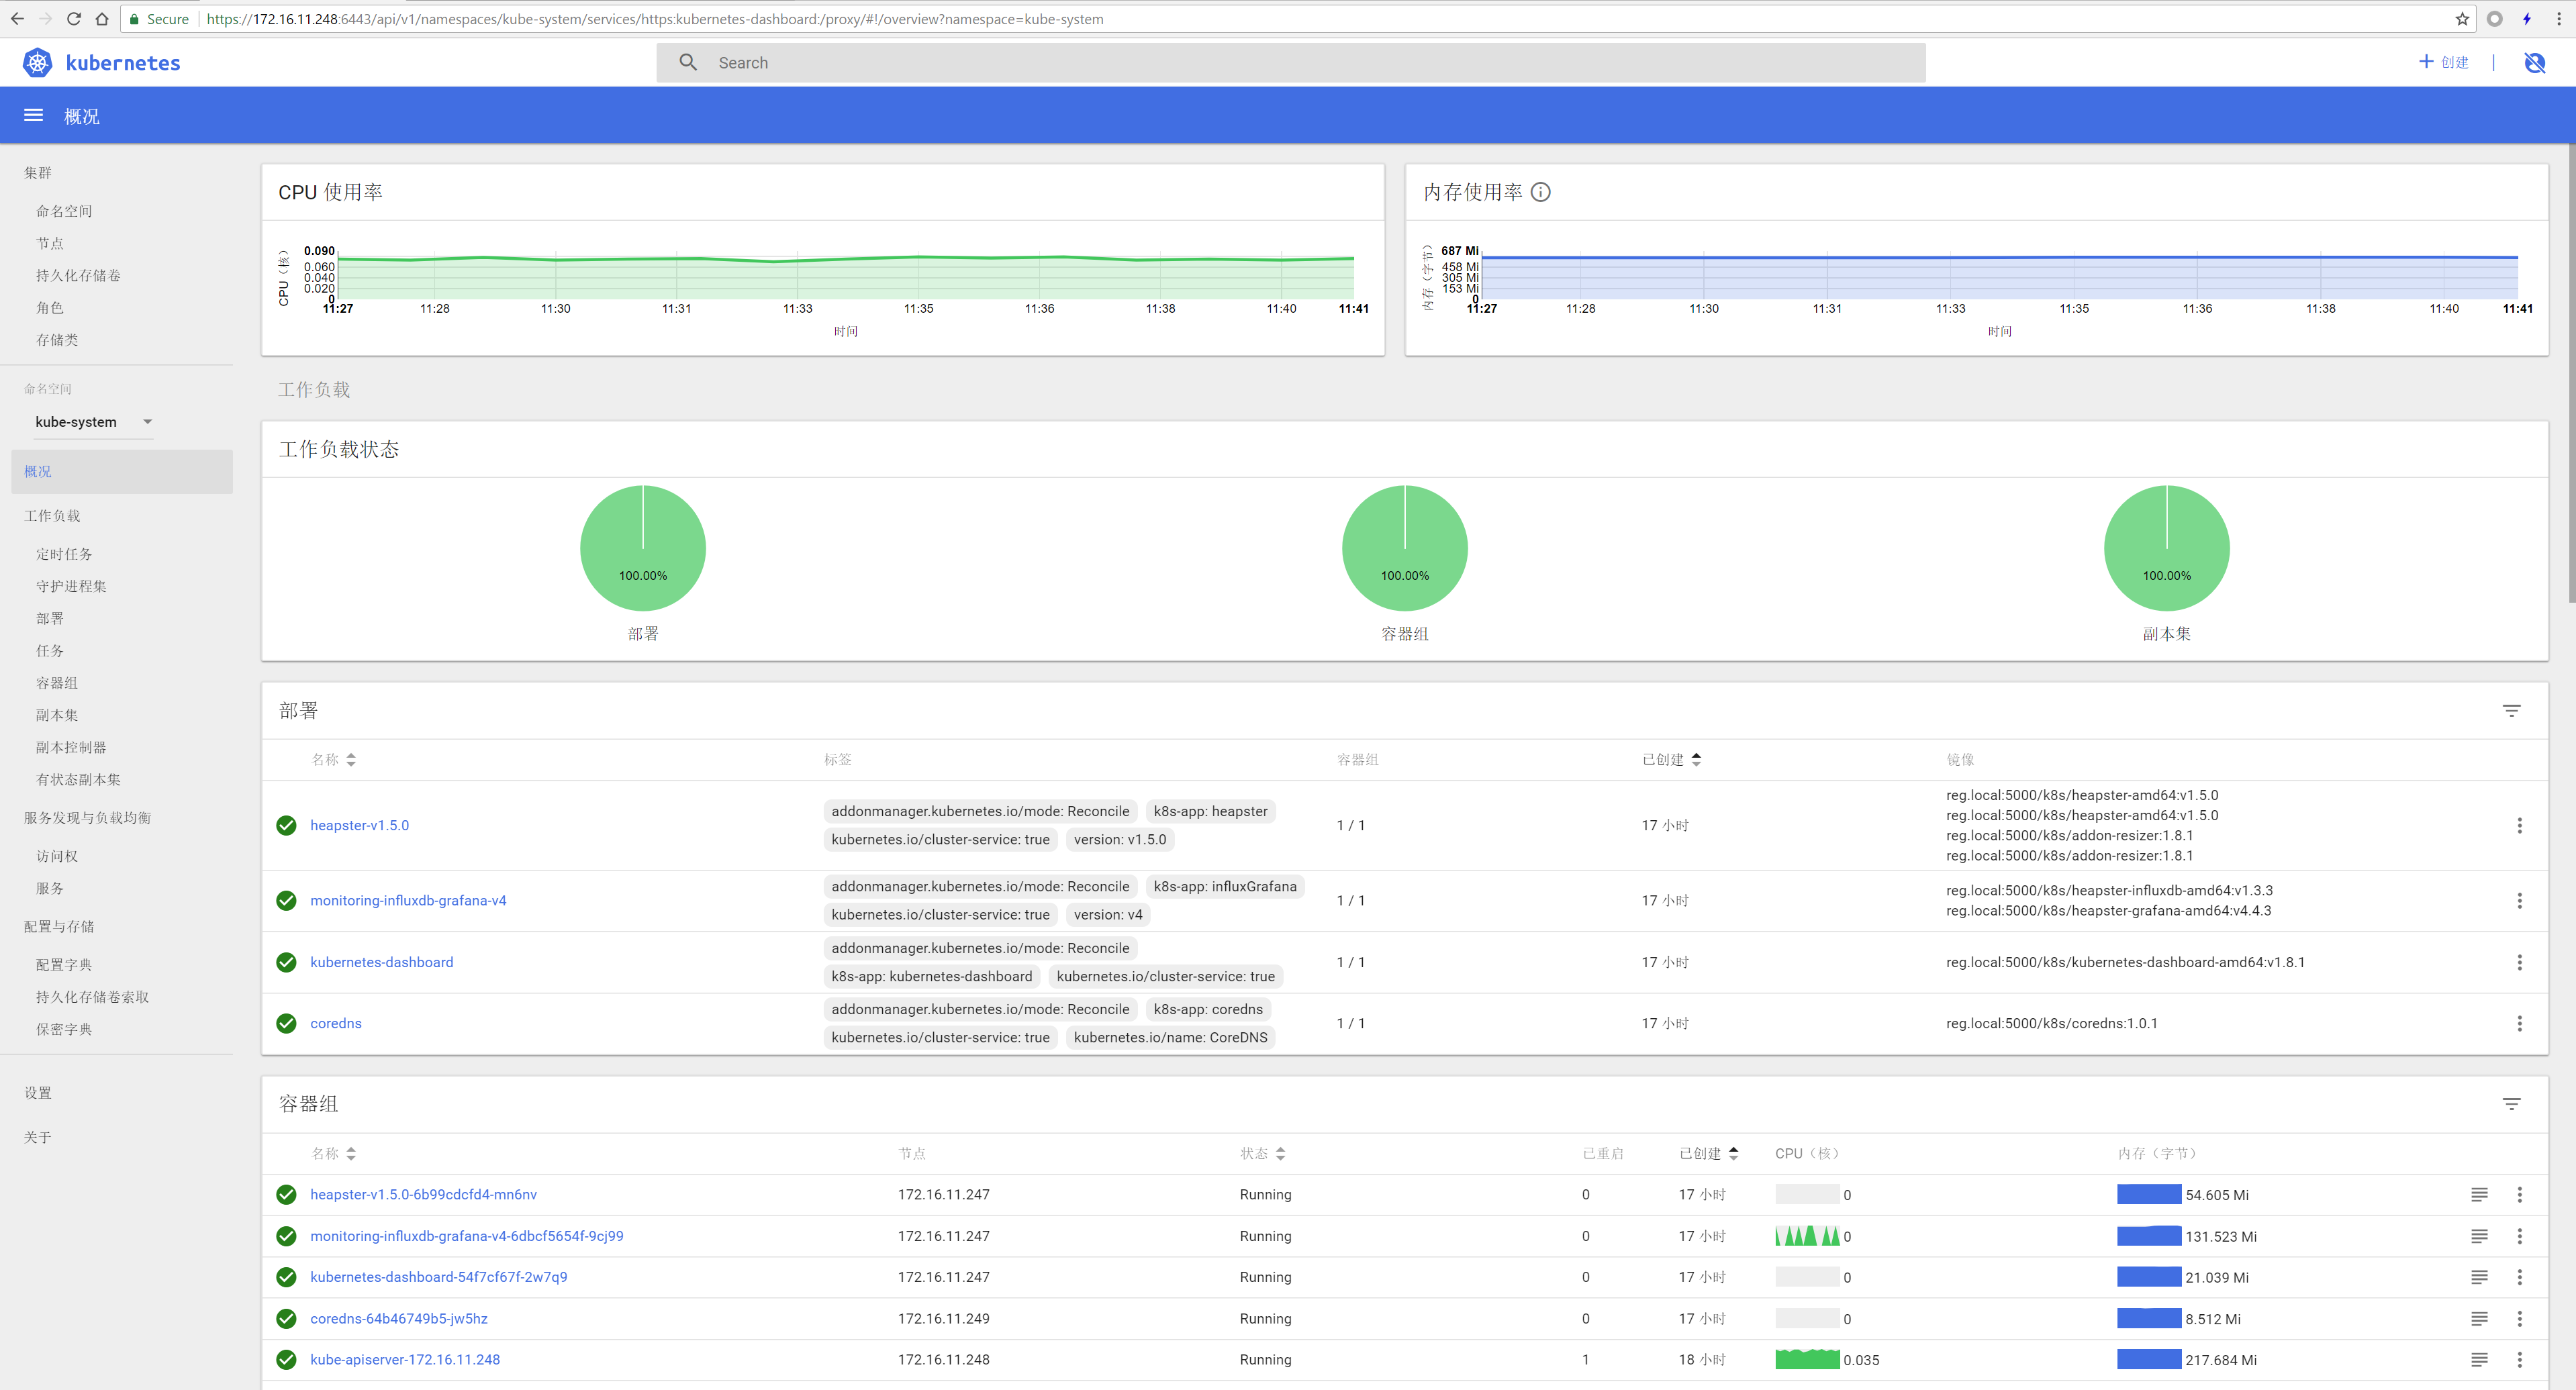 Secure https://172.16.11.248:6443/api/v1/namespaces/kube-system/services/https:kubernetes-dashboard:/proxy/#!/overview?namespace=kube-system
kubernetes
Search
创建
概况
集群
命名空间
节点
持久化存储卷
角色
存储类
命名空间
kube-system
概况
工作负载
定时任务
守护进程集
部署
任务
容器组
副本集
副本控制器
有状态副本集
服务发现与负载均衡
访问权
服务
配置与存储
配置字典
持久化存储卷索取
保密字典
设置
关于
CPU 使用率
CPU（核）
0.090
0.060
0.040
0.020
0
11:27 11:28 11:30 11:31 11:33 11:35 11:36 11:38 11:40 11:41
时间
内存使用率
内存（字节）
687 Mi
458 Mi
305 Mi
153 Mi
0
11:27 11:28 11:30 11:31 11:33 11:35 11:36 11:38 11:40 11:41
时间
工作负载
工作负载状态
100.00% 100.00% 100.00%
部署 容器组 副本集
部署
名称 标签 容器组 已创建 镜像
heapster-v1.5.0
addonmanager.kubernetes.io/mode: Reconcile k8s-app: heapster
kubernetes.io/cluster-service: true version: v1.5.0
1 / 1
17 小时
reg.local:5000/k8s/heapster-amd64:v1.5.0
reg.local:5000/k8s/heapster-amd64:v1.5.0
reg.local:5000/k8s/addon-resizer:1.8.1
reg.local:5000/k8s/addon-resizer:1.8.1
monitoring-influxdb-grafana-v4
addonmanager.kubernetes.io/mode: Reconcile k8s-app: influxGrafana
kubernetes.io/cluster-service: true version: v4
1 / 1
17 小时
reg.local:5000/k8s/heapster-influxdb-amd64:v1.3.3
reg.local:5000/k8s/heapster-grafana-amd64:v4.4.3
kubernetes-dashboard
addonmanager.kubernetes.io/mode: Reconcile
k8s-app: kubernetes-dashboard kubernetes.io/cluster-service: true
1 / 1
17 小时
reg.local:5000/k8s/kubernetes-dashboard-amd64:v1.8.1
coredns
addonmanager.kubernetes.io/mode: Reconcile k8s-app: coredns
kubernetes.io/cluster-service: true kubernetes.io/name: CoreDNS
1 / 1
17 小时
reg.local:5000/k8s/coredns:1.0.1
容器组
名称 节点 状态 已重启 已创建 CPU（核） 内存（字节）
heapster-v1.5.0-6b99cdcfd4-mn6nv 172.16.11.247 Running 0 17 小时 0 54.605 Mi
monitoring-influxdb-grafana-v4-6dbcf5654f-9cj99 172.16.11.247 Running 0 17 小时 0 131.523 Mi
kubernetes-dashboard-54f7cf67f-2w7q9 172.16.11.247 Running 0 17 小时 0 21.039 Mi
coredns-64b46749b5-jw5hz 172.16.11.249 Running 0 17 小时 0 8.512 Mi
kube-apiserver-172.16.11.248 172.16.11.248 Running 1 18 小时 0.035 217.684 Mi